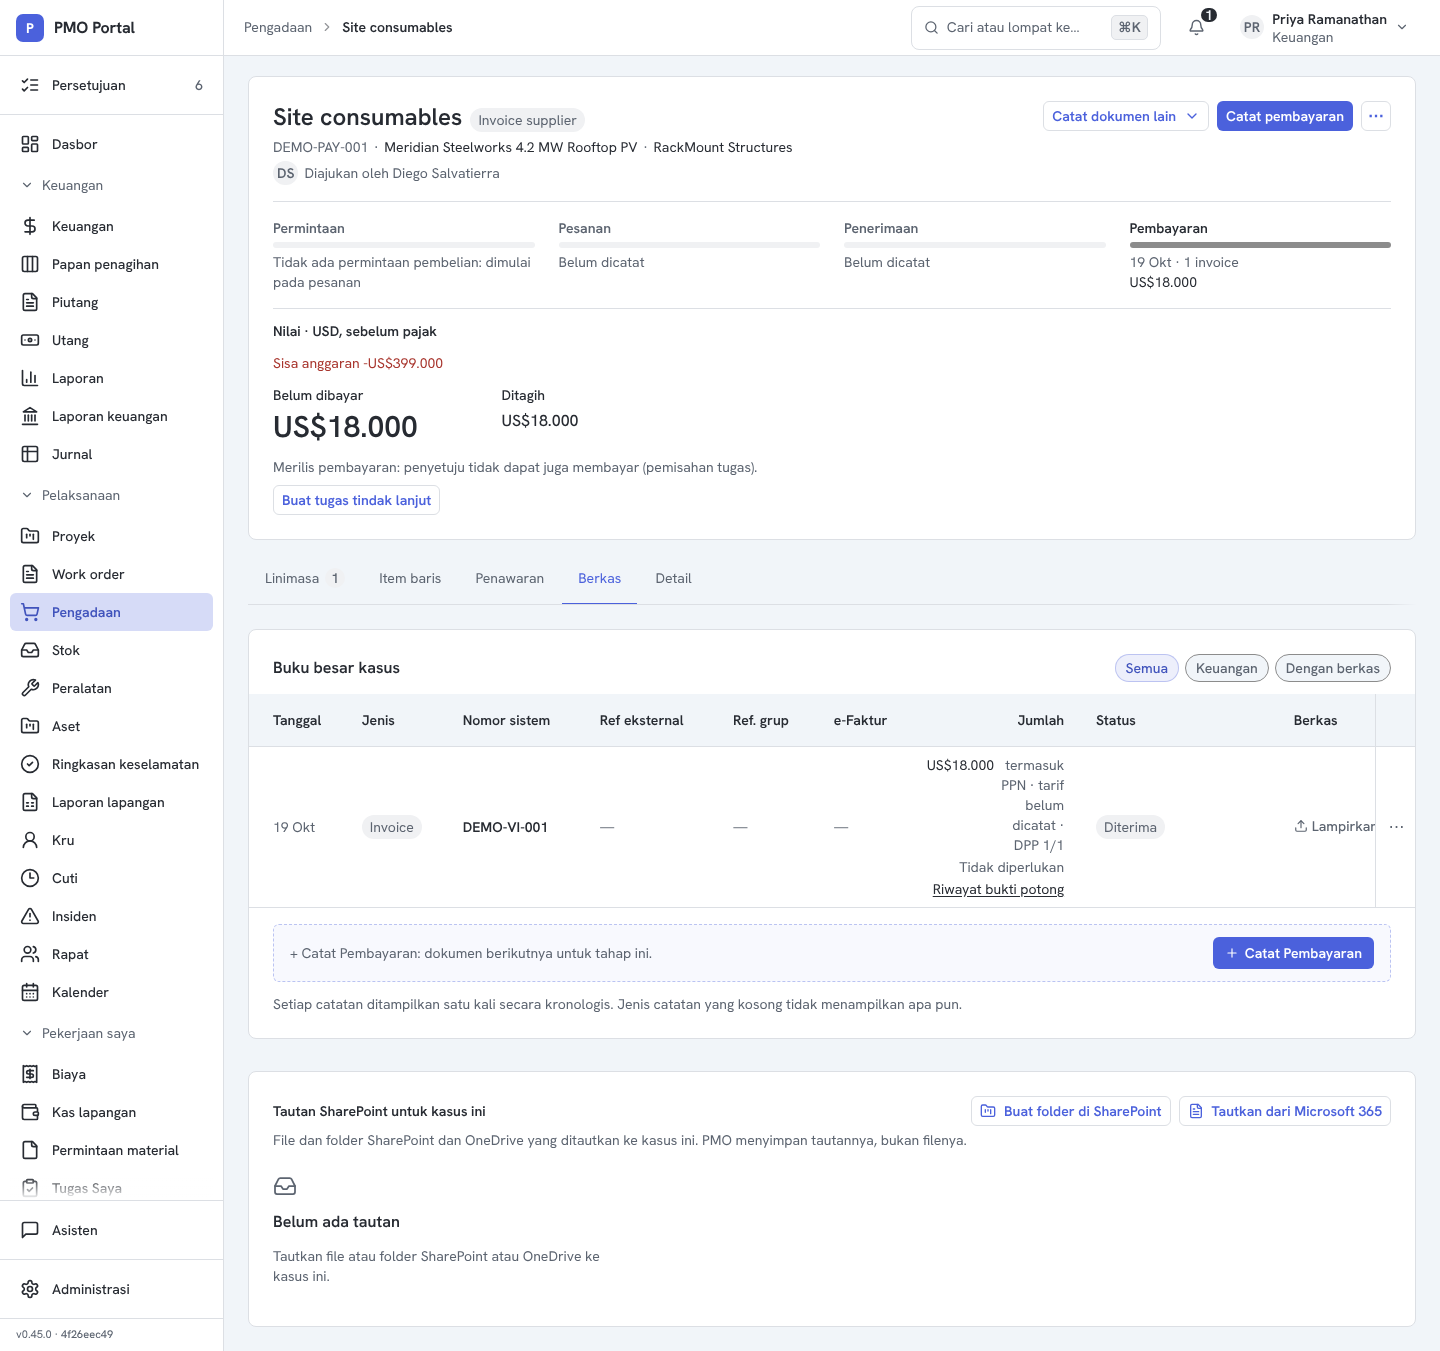 P PMO Portal
Pengadaan > Site consumables
Cari atau lompat ke... ⌘K
1
PR Priya Ramanathan
Keuangan
Persetujuan 6
Dasbor
Keuangan
Keuangan
Papan penagihan
Piutang
Utang
Laporan
Laporan keuangan
Jurnal
Pelaksanaan
Proyek
Work order
Pengadaan
Stok
Peralatan
Aset
Ringkasan keselamatan
Laporan lapangan
Kru
Cuti
Insiden
Rapat
Kalender
Pekerjaan saya
Biaya
Kas lapangan
Permintaan material
Tugas Saya
Asisten
Administrasi
v0.45.0 · 4f26eec49
Site consumables Invoice supplier
Catat dokumen lain Catat pembayaran ...
DEMO-PAY-001 · Meridian Steelworks 4.2 MW Rooftop PV · RackMount Structures
DS Diajukan oleh Diego Salvatierra
Permintaan
Tidak ada permintaan pembelian: dimulai
pada pesanan
Pesanan
Belum dicatat
Penerimaan
Belum dicatat
Pembayaran
19 Okt · 1 invoice
US$18.000
Nilai · USD, sebelum pajak
Sisa anggaran -US$399.000
Belum dibayar
US$18.000
Ditagih
US$18.000
Merilis pembayaran: penyetuju tidak dapat juga membayar (pemisahan tugas).
Buat tugas tindak lanjut
Linimasa 1 Item baris Penawaran Berkas Detail
Buku besar kasus
Semua Keuangan Dengan berkas
Tanggal Jenis Nomor sistem Ref eksternal Ref. grup e-Faktur Jumlah Status Berkas
19 Okt Invoice DEMO-VI-001 — — —
US$18.000 termasuk
PPN · tarif
belum
dicatat ·
DPP 1/1
Tidak diperlukan
Riwayat bukti potong
Diterima
Lampirkan ...
+ Catat Pembayaran: dokumen berikutnya untuk tahap ini.
+ Catat Pembayaran
Setiap catatan ditampilkan satu kali secara kronologis. Jenis catatan yang kosong tidak menampilkan apa pun.
Tautan SharePoint untuk kasus ini
Buat folder di SharePoint Tautkan dari Microsoft 365
File dan folder SharePoint dan OneDrive yang ditautkan ke kasus ini. PMO menyimpan tautannya, bukan filenya.
Belum ada tautan
Tautkan file atau folder SharePoint atau OneDrive ke
kasus ini.